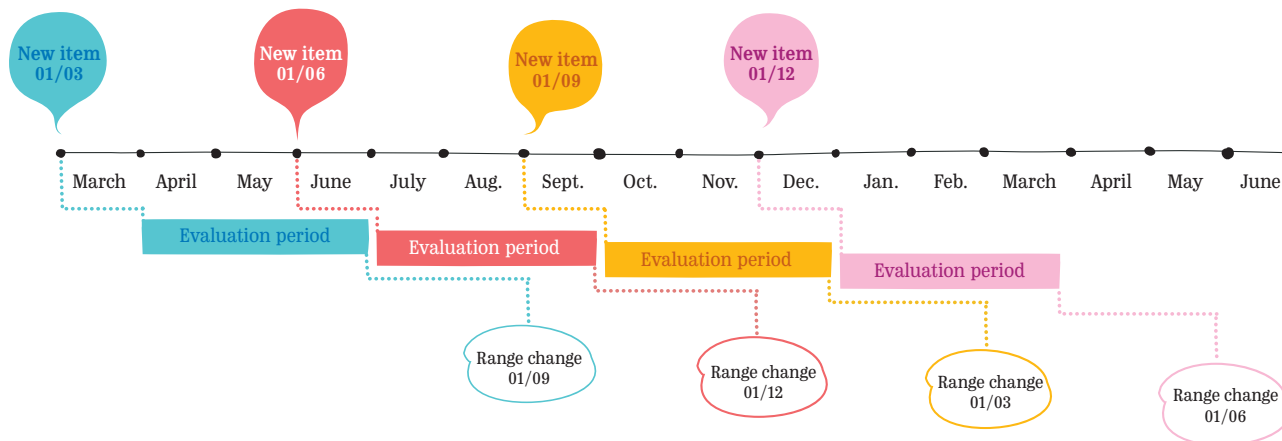 New item
01/03
New item
01/06
New item
01/09
New item
01/12
March April May June July Aug. Sept. Oct. Nov. Dec. Jan. Feb. March April May June
Evaluation period
Evaluation period
Evaluation period
Evaluation period
Range change
01/09
Range change
01/12
Range change
01/03
Range change
01/06